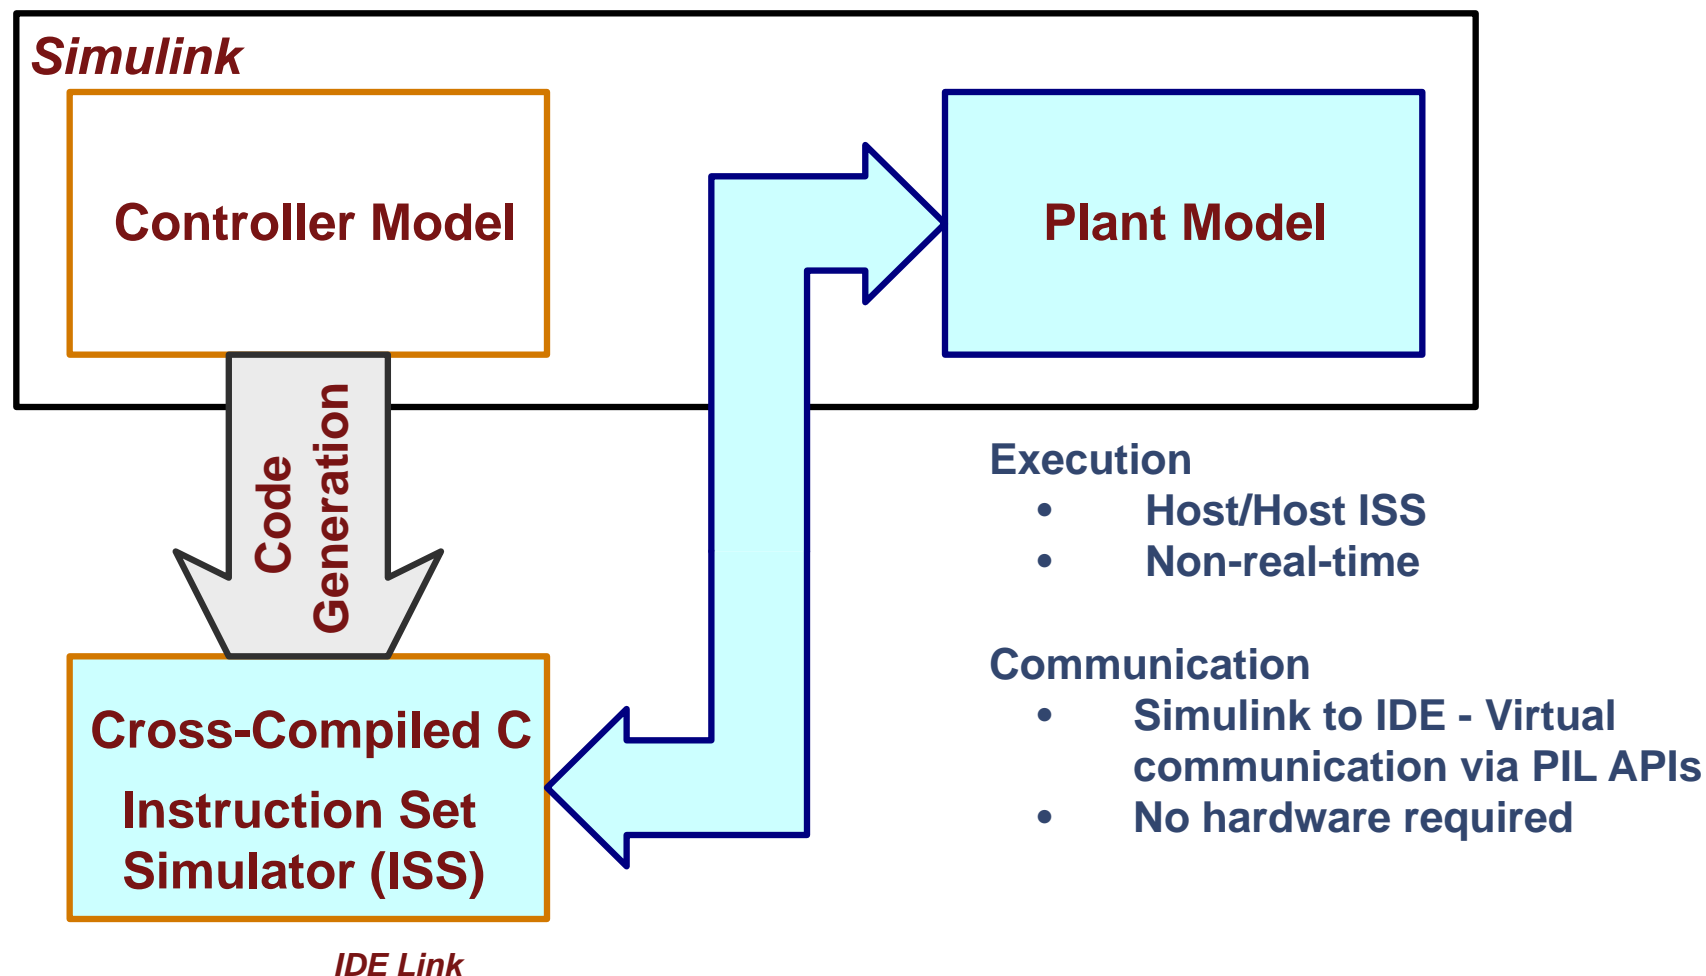 Simulink
Controller Model
Plant Model
Code
Generation
Execution
• Host/Host ISS
• Non-real-time
Communication
• Simulink to IDE - Virtual
communication via PIL APIs
• No hardware required
Cross-Compiled C
Instruction Set
Simulator (ISS)
IDE Link